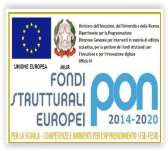 Ministero dell'Istruzione, dell'Università e della Ricerca
Dipartimento per la Programmazione
Direzione Generale per interventi in materia di edilizia
scolastica, per la gestione dei fondi strutturali per
l'istruzione e per l'innovazione digitale
Ufficio IV
UNIONE EUROPEA
MIUR
FONDI
STRUTTURALI
EUROPEI
pon
2014-2020
PER LA SCUOLA - COMPETENZE E AMBIENTI PER L'APPRENDIMENTO (FSE-FESR)